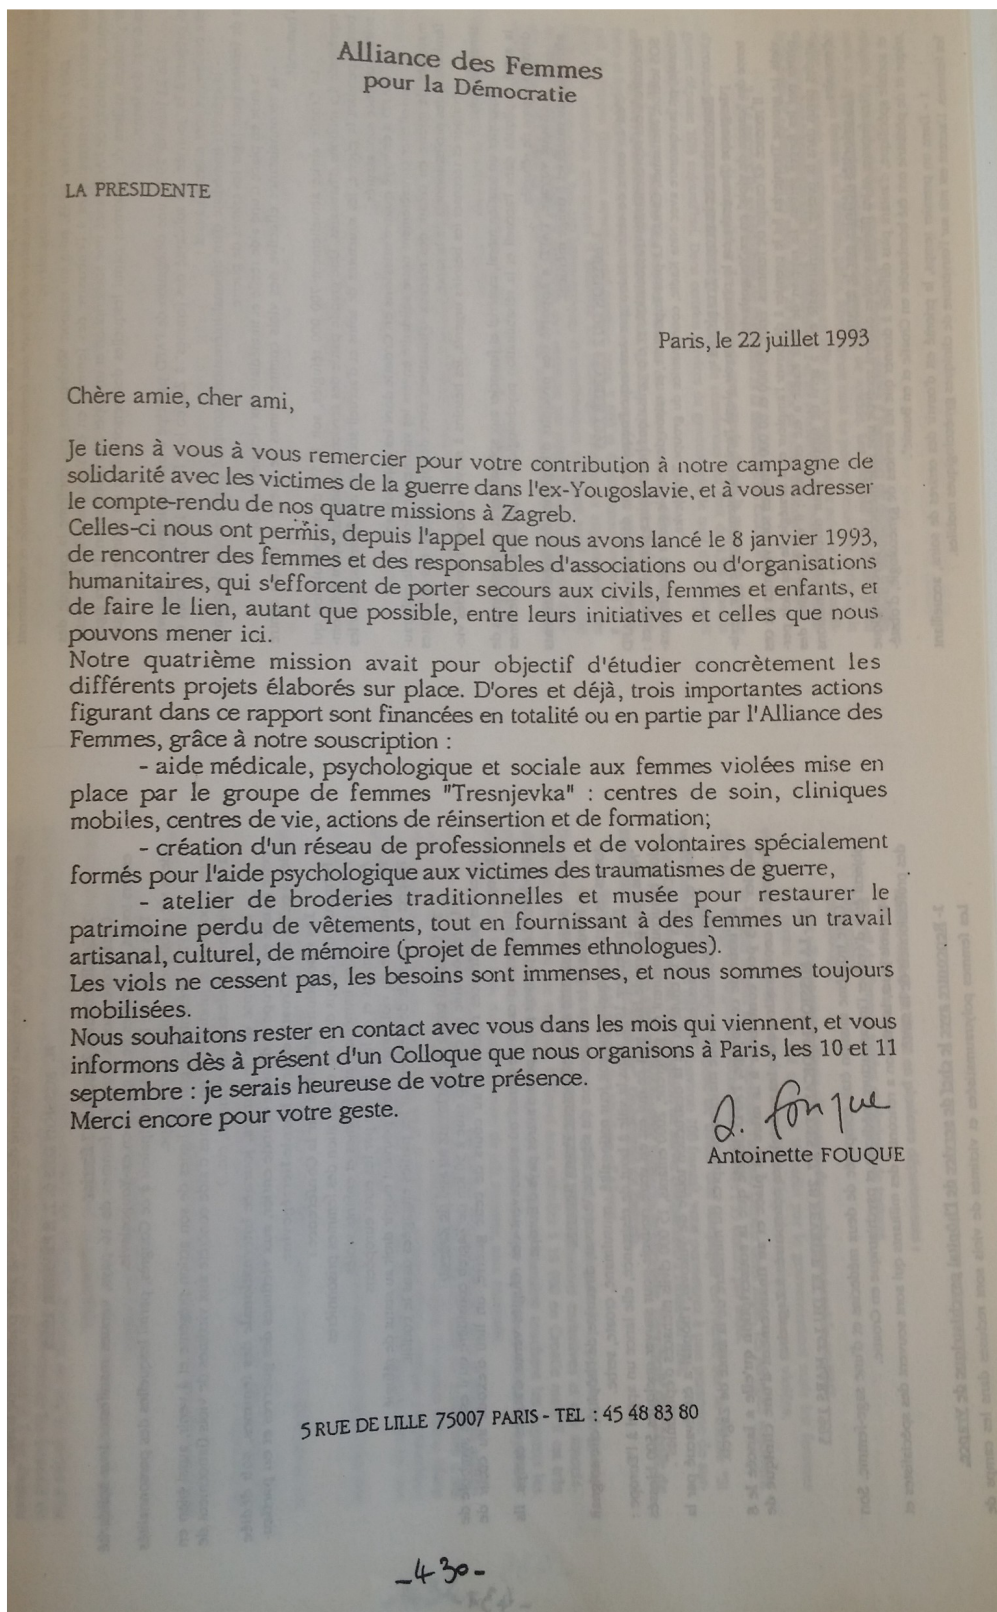 Alliance des Femmes
pour la Démocratie
LA PRESIDENTE
Paris, le 22 juillet 1993
Chère amie, cher ami,
Je tiens à vous à vous remercier pour votre contribution à notre campagne de
solidarité avec les victimes de la guerre dans l'ex-Yougoslavie, et à vous adresser
le compte-rendu de nos quatre missions à Zagreb.
Celles-ci nous ont permis, depuis l'appel que nous avons lancé le 8 janvier 1993,
de rencontrer des femmes et des responsables d'associations ou d'organisations
humanitaires, qui s'efforcent de porter secours aux civils, femmes et enfants, et
de faire le lien, autant que possible, entre leurs initiatives et celles que nous
pouvons mener ici.
Notre quatrième mission avait pour objectif d'étudier concrètement les
différents projets élaborés sur place. D'ores et déjà, trois importantes actions
figurant dans ce rapport sont financées en totalité ou en partie par l'Alliance des
Femmes, grâce à notre souscription :
- aide médicale, psychologique et sociale aux femmes violées mise en
place par le groupe de femmes "Tresnjevka" : centres de soin, cliniques
mobiles, centres de vie, actions de réinsertion et de formation;
- création d'un réseau de professionnels et de volontaires spécialement
formés pour l'aide psychologique aux victimes des traumatismes de guerre,
- atelier de broderies traditionnelles et musée pour restaurer le
patrimoine perdu de vêtements, tout en fournissant à des femmes un travail
artisanal, culturel, de mémoire (projet de femmes ethnologues).
Les viols ne cessent pas, les besoins sont immenses, et nous sommes toujours
mobilisées.
Nous souhaitons rester en contact avec vous dans les mois qui viennent, et vous
informons dès à présent d'un Colloque que nous organisons à Paris, les 10 et 11
septembre : je serais heureuse de votre présence.
Merci encore pour votre geste.
A. Fouque
Antoinette FOUQUE
5 RUE DE LILLE 75007 PARIS - TEL : 45 48 83 80
-430-